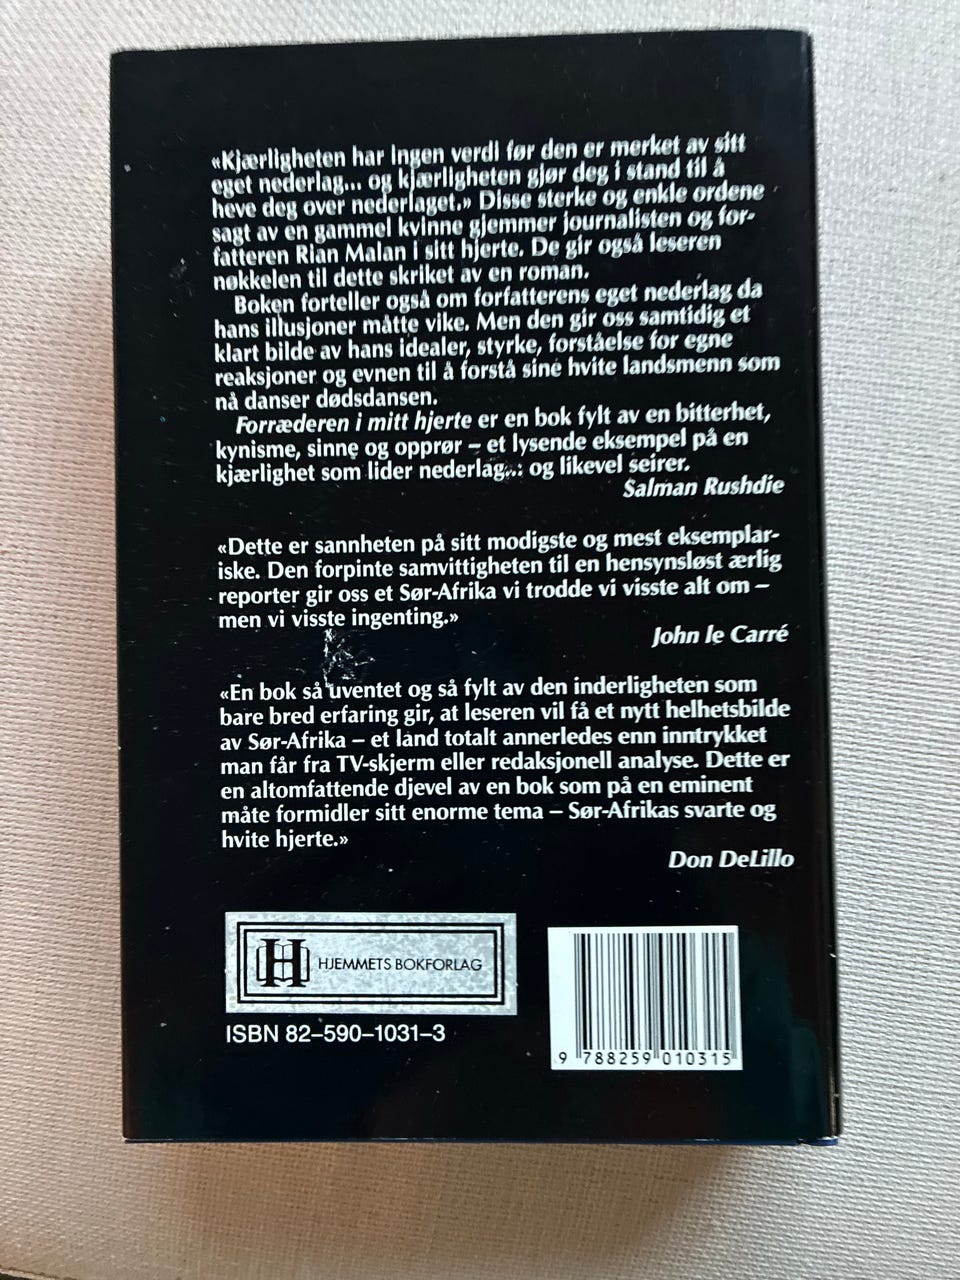 «Kjærligheten har ingen verdi før den er merket av sitt
eget nederlag... og kjærligheten gjør deg i stand til å
heve deg over nederlaget.» Disse sterke og enkle ordene
sagt av en gammel kvinne gjemmer journalisten og for-
fatteren Rian Malan i sitt hjerte. De gir også leseren
nøkkelen til dette skriket av en roman.
Boken forteller også om forfatterens eget nederlag da
hans illusjoner måtte vike. Men den gir oss samtidig et
klart bilde av hans idealer, styrke, forståelse for egne
reaksjoner og evnen til å forstå sine hvite landsmenn som
nå danser dødsdansen.
Forræderen i mitt hjerte er en bok fylt av en bitterhet,
kynisme, sinne og opprør – et lysende eksempel på en
kjærlighet som lider nederlag... og likevel seirer.
Salman Rushdie
«Dette er sannheten på sitt modigste og mest eksemplar-
iske. Den forpinte samvittigheten til en hensynsløst ærlig
reporter gir oss et Sør-Afrika vi trodde vi visste alt om –
men vi visste ingenting.»
John le Carré
«En bok så uventet og så fylt av den inderligheten som
bare bred erfaring gir, at leseren vil få et nytt helhetsbilde
av Sør-Afrika – et land totalt annerledes enn inntrykket
man får fra TV-skjerm eller redaksjonell analyse. Dette er
en altomfattende djevel av en bok som på en eminent
måte formidler sitt enorme tema – Sør-Afrikas svarte og
hvite hjerte.»
Don DeLillo
H HJEMMETS BOKFORLAG
ISBN 82–590–1031–3
9 788259 010315